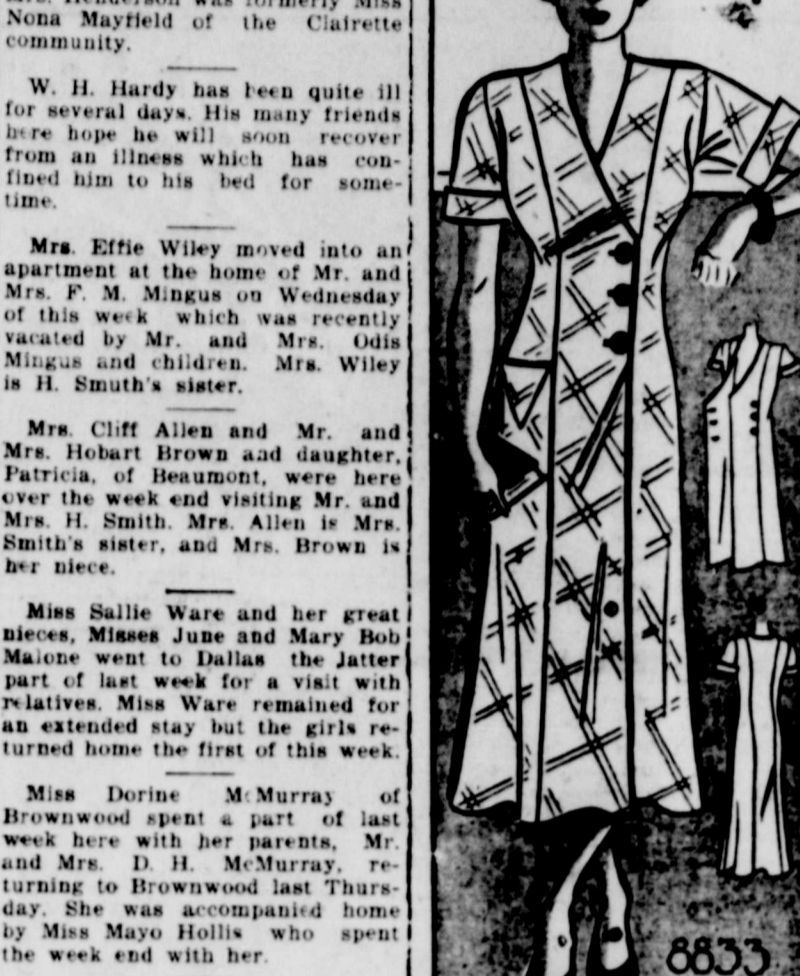 Mrs. Henderson was formerly Miss
Nona Mayfield of the Clairette
community.
W. H. Hardy has been quite ill
for several days. His many friends
here hope he will soon recover
from an illness which has con-
fined him to his bed for some-
time.
Mrs. Effie Wiley moved into an
apartment at the home of Mr. and
Mrs. F. M. Mingus on Wednesday
of this week which was recently
vacated by Mr. and Mrs. Odis
Mingus and children. Mrs. Wiley
is H. Smuth's sister.
Mrs. Cliff Allen and Mr. and
Mrs. Hobart Brown and daughter,
Patricia, of Beaumont, were here
over the week end visiting Mr. and
Mrs. H. Smith. Mrs. Allen is Mrs.
Smith's sister, and Mrs. Brown is
her niece.
Miss Sallie Ware and her great
nieces, Misses June and Mary Bob
Malone went to Dallas the Jatter
part of last week for a visit with
relatives. Miss Ware remained for
an extended stay but the girls re-
turned home the first of this week.
Miss Dorine McMurray of
Brownwood spent a part of last
week here with her parents, Mr.
and Mrs. D. H. McMurray, re-
turning to Brownwood last Thurs-
day. She was accompanied home
by Miss Mayo Hollis who spent
the week end with her.
8833